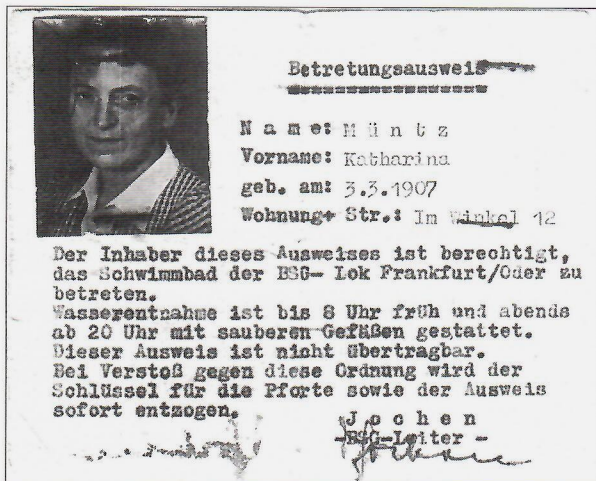 Betretungsausweis
N a m e: M ü n t z
Vorname: Katharina
geb. am: 3.3.1907
Wohnung+ Str.: Im Winkel 12
Der Inhaber dieses Ausweises ist berechtigt,
das Schwimmbad der BSG- Lok Frankfurt/Oder zu
betreten.
Wasserentnahme ist bis 8 Uhr früh und abends
ab 20 Uhr mit sauberen Gefäßen gestattet.
Dieser Ausweis ist nicht übertragbar.
Bei Verstoß gegen diese Ordnung wird der
Schlüssel für die Pforte sowie der Ausweis
sofort entzogen.
J o c h e n
-BSG-Leiter -